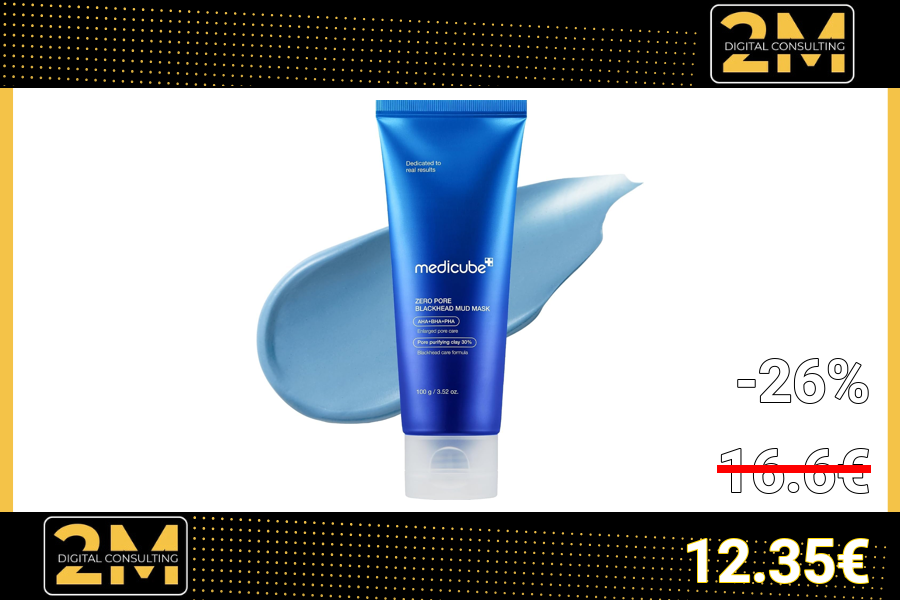 2M
DIGITAL CONSULTING
Dedicated to
real results
medicube
ZERO PORE
BLACKHEAD MUD MASK
AHA+BHA+PHA
Enlarged pore care
Pore purifying clay 30%
Blackhead care formula
100 g / 3.52 oz.
-26%
16.6€
2M
DIGITAL CONSULTING
12.35€